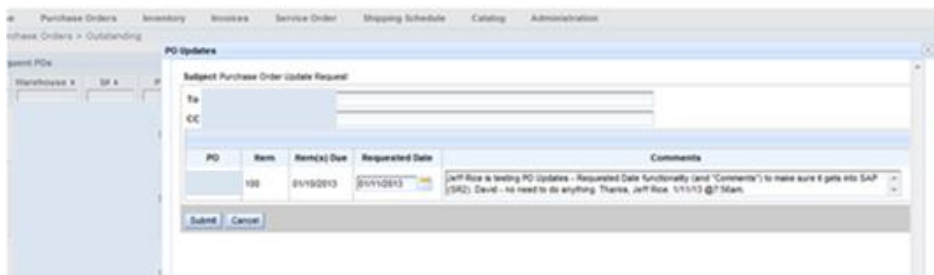 Purchase Orders Inventory Invoices Service Order Shipping Schedule Catalog Administration
Orders > Outstanding
PO Updates
POs
Subject Purchase Order Update Request
Warehouse
To
CC
PO Item Item(s) Due Requested Date Comments
100 01/10/2013 01/11/2013 Jeff Rice is testing PO Updates - Requested Date functionality (and "Comments") to make sure it gets into SAP
(SR2). David - no need to do anything. Thanks, Jeff Rice. 1/11/13 @7:56am.
Submit Cancel